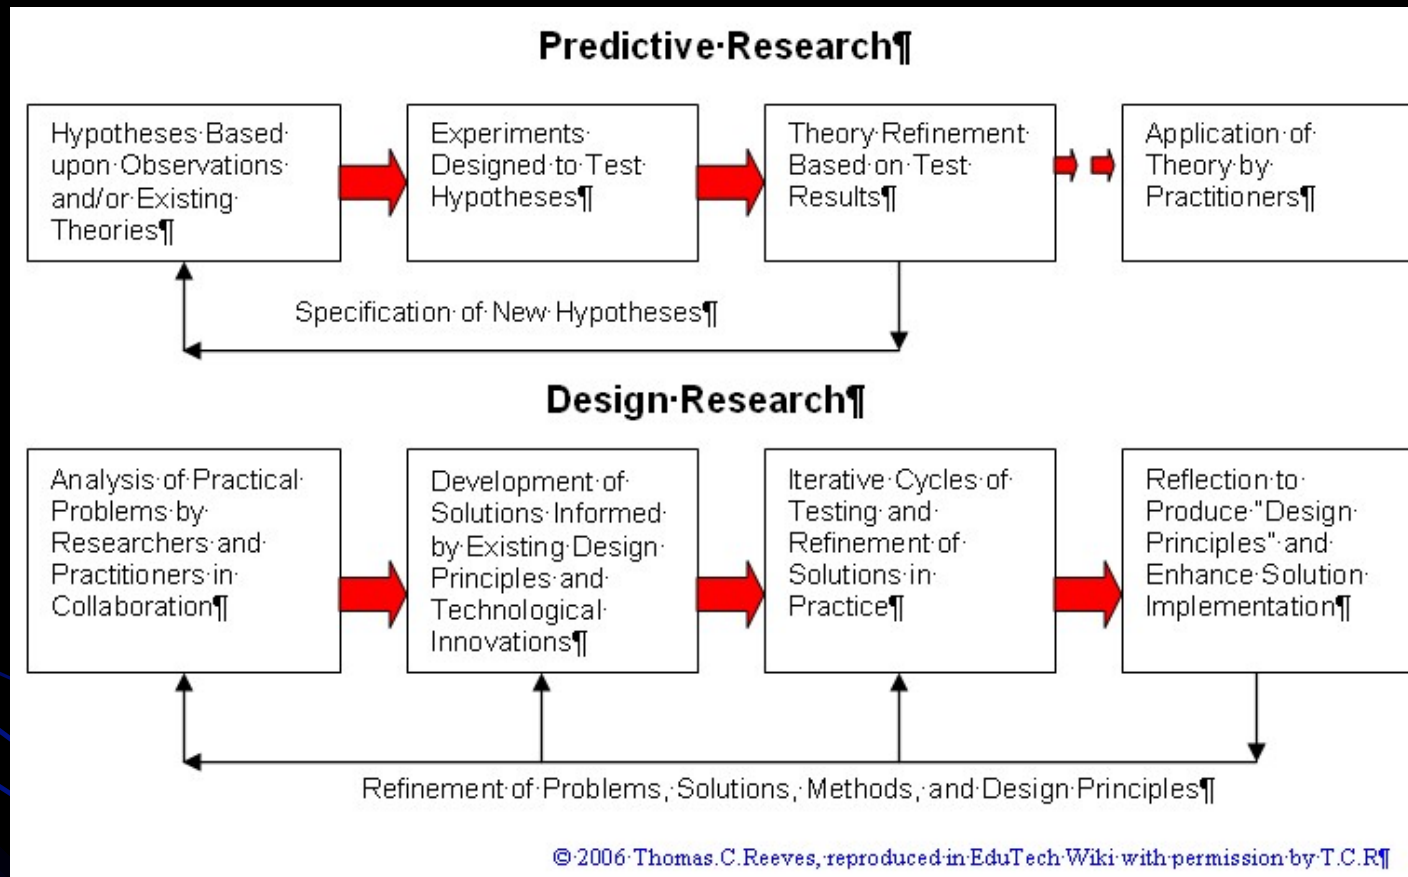 Predictive·Research¶
Hypotheses·Based·
upon·Observations·
and/or·Existing·
Theories¶
Experiments·
Designed·to·Test·
Hypotheses¶
Theory·Refinement·
Based·on·Test·
Results¶
Application·of·
Theory·by·
Practitioners¶
Specification·of·New·Hypotheses¶
Design·Research¶
Analysis·of·Practical·
Problems·by·
Researchers·and·
Practitioners·in·
Collaboration¶
Development·of·
Solutions·Informed·
by·Existing·Design·
Principles·and·
Technological·
Innovations¶
Iterative·Cycles·of·
Testing·and·
Refinement·of·
Solutions·in·
Practice¶
Reflection·to·
Produce·"Design·
Principles"·and·
Enhance·Solution·
Implementation¶
Refinement·of·Problems,·Solutions,·Methods,·and·Design·Principles¶
©·2006·Thomas.C.Reeves,·reproduced·in·EduTech·Wiki·with·permission·by·T.C.R¶